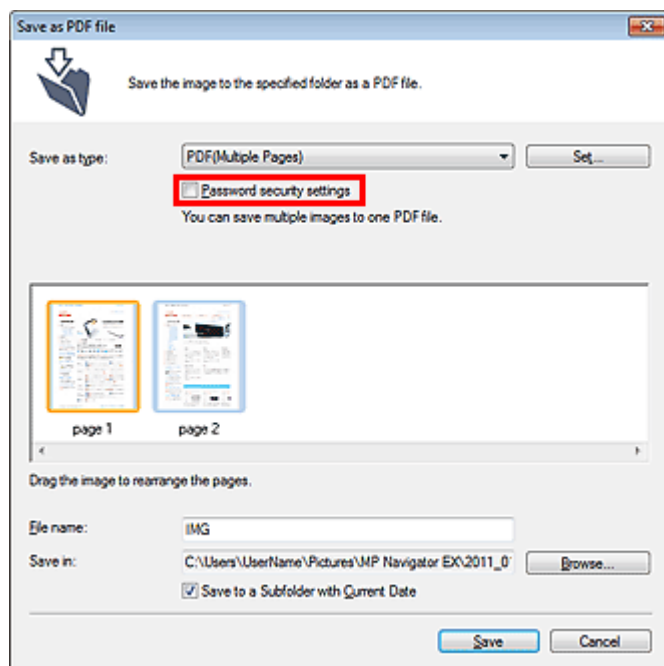 Save as PDF file
Save the image to the specified folder as a PDF file.
Save as type: PDF(Multiple Pages) Set...
Password security settings
You can save multiple images to one PDF file.
page 1 page 2
Drag the image to rearrange the pages.
File name: IMG
Save in: C:\Users\UserName\Pictures\MP Navigator EX\2011_0 Browse...
Save to a Subfolder with Current Date
Save Cancel